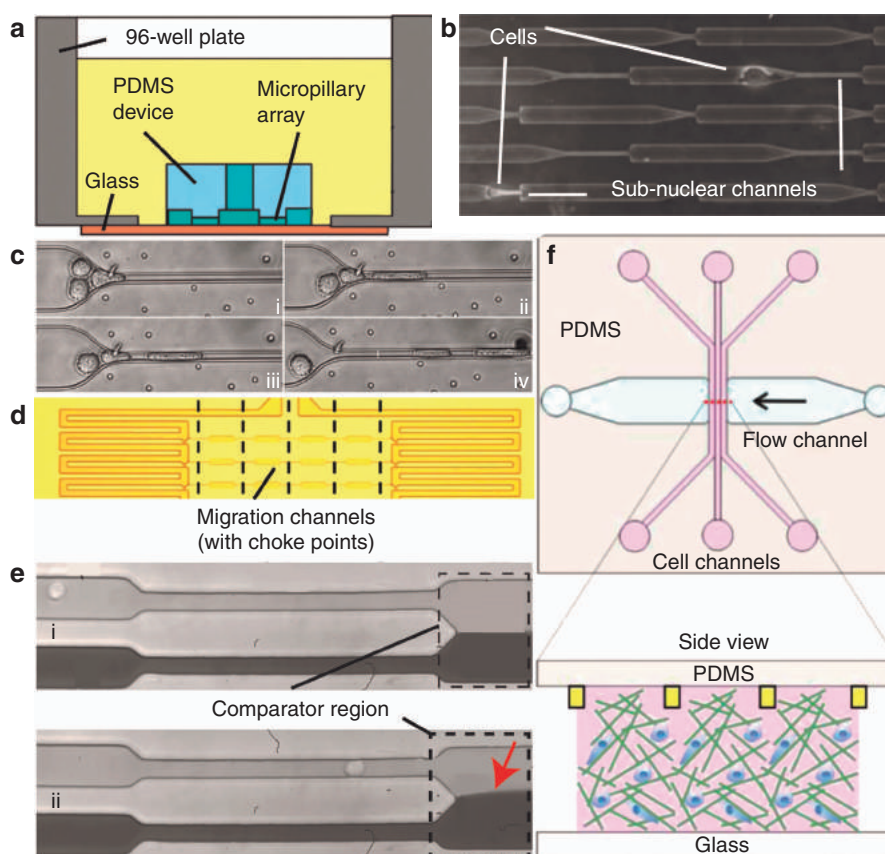 a
96-well plate
PDMS
device
Micropillary
array
Glass
b
Cells
Sub-nuclear channels
c
i
ii
iii
iv
d
Migration channels
(with choke points)
e
i
Comparator region
ii
f
PDMS
Flow channel
Cell channels
Side view
PDMS
Glass